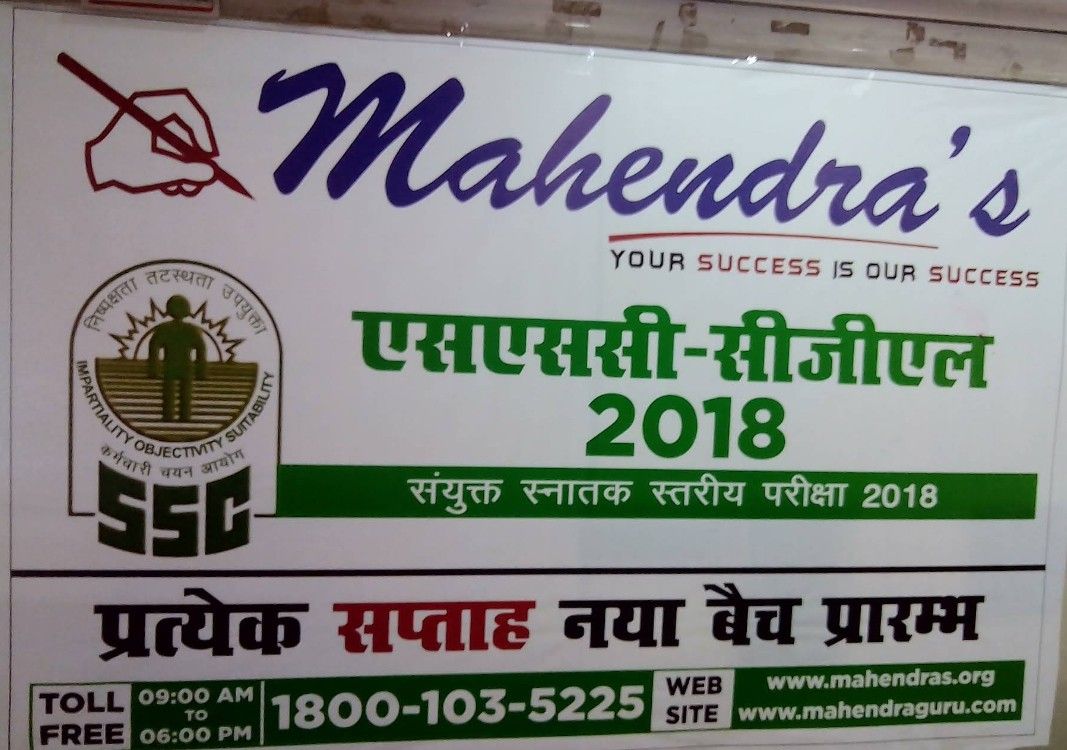 Mahendra's
YOUR SUCCESS IS OUR SUCCESS
निष्पक्षता तटस्थता उपयुक्ता
IMPARTIALITY OBJECTIVITY SUITABILITY
कर्मचारी चयन आयोग
SSC
एसएससी-सीजीएल
2018
संयुक्त स्नातक स्तरीय परीक्षा 2018
प्रत्येक सप्ताह नया बैच प्रारम्भ
TOLL FREE 09:00 AM TO 06:00 PM 1800-103-5225 WEB SITE www.mahendras.org
www.mahendraguru.com